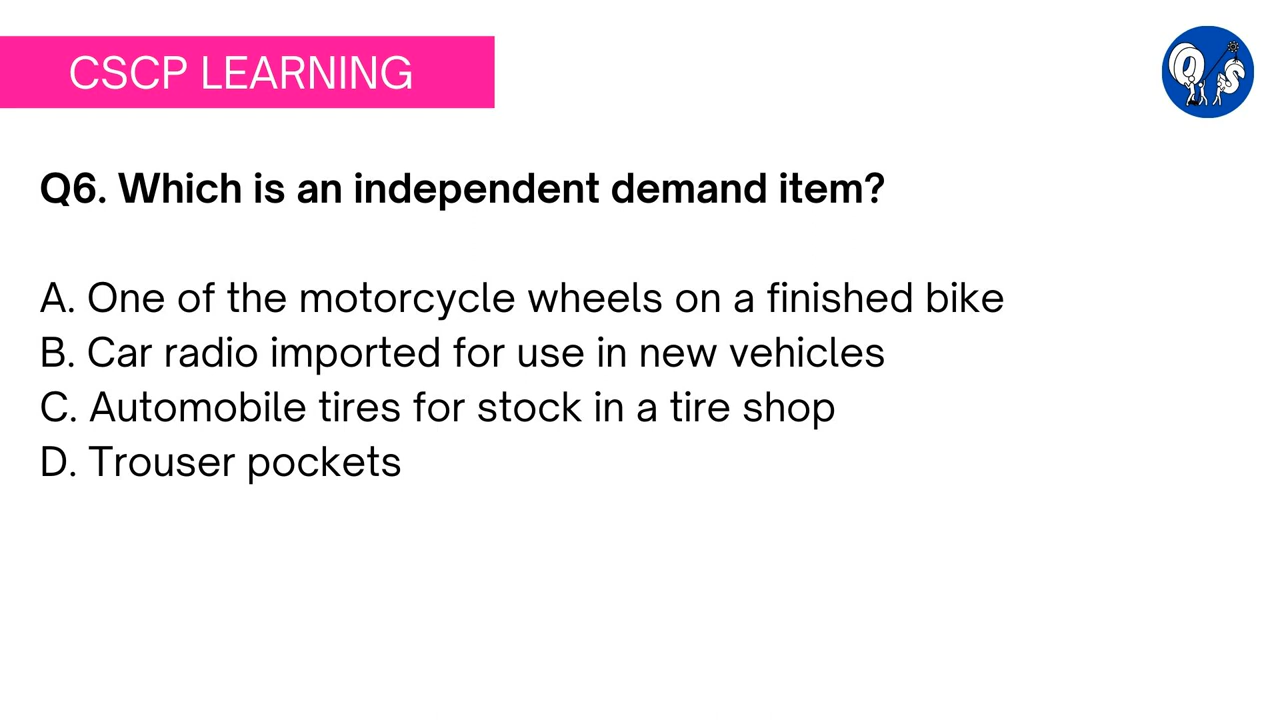 CSCP LEARNING
Q S
Q6. Which is an independent demand item?
A. One of the motorcycle wheels on a finished bike
B. Car radio imported for use in new vehicles
C. Automobile tires for stock in a tire shop
D. Trouser pockets